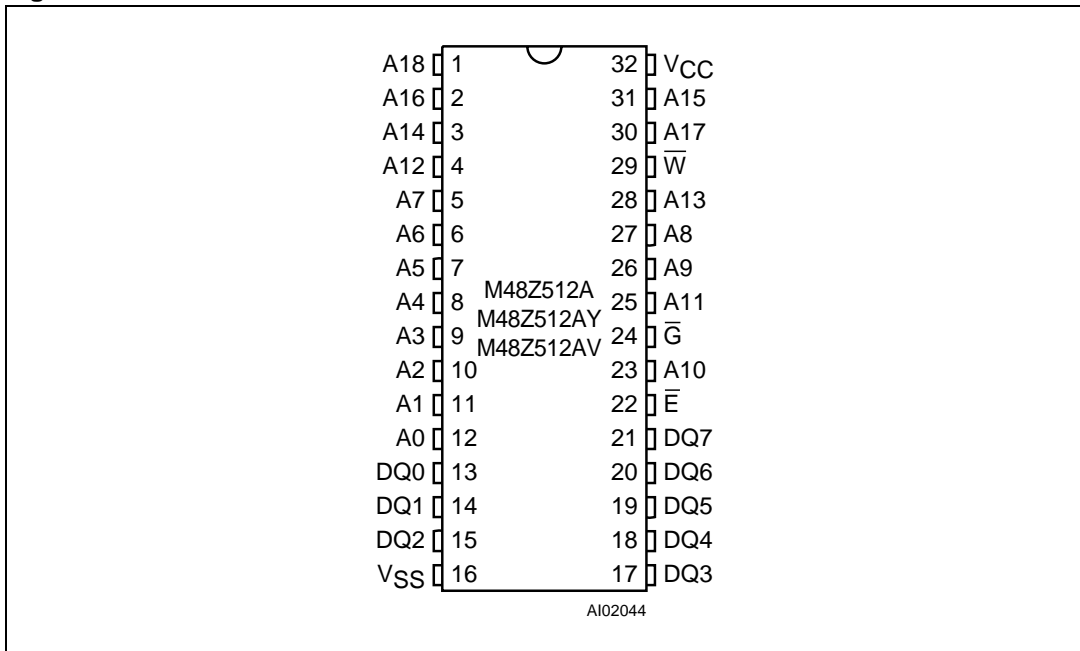 A18 1 32 VCC
A16 2 31 A15
A14 3 30 A17
A12 4 29 W̅
A7 5 28 A13
A6 6 27 A8
A5 7 26 A9
M48Z512A
A4 8 25 A11
M48Z512AY
A3 9 24 G̅
M48Z512AV
A2 10 23 A10
A1 11 22 E̅
A0 12 21 DQ7
DQ0 13 20 DQ6
DQ1 14 19 DQ5
DQ2 15 18 DQ4
VSS 16 17 DQ3
AI02044